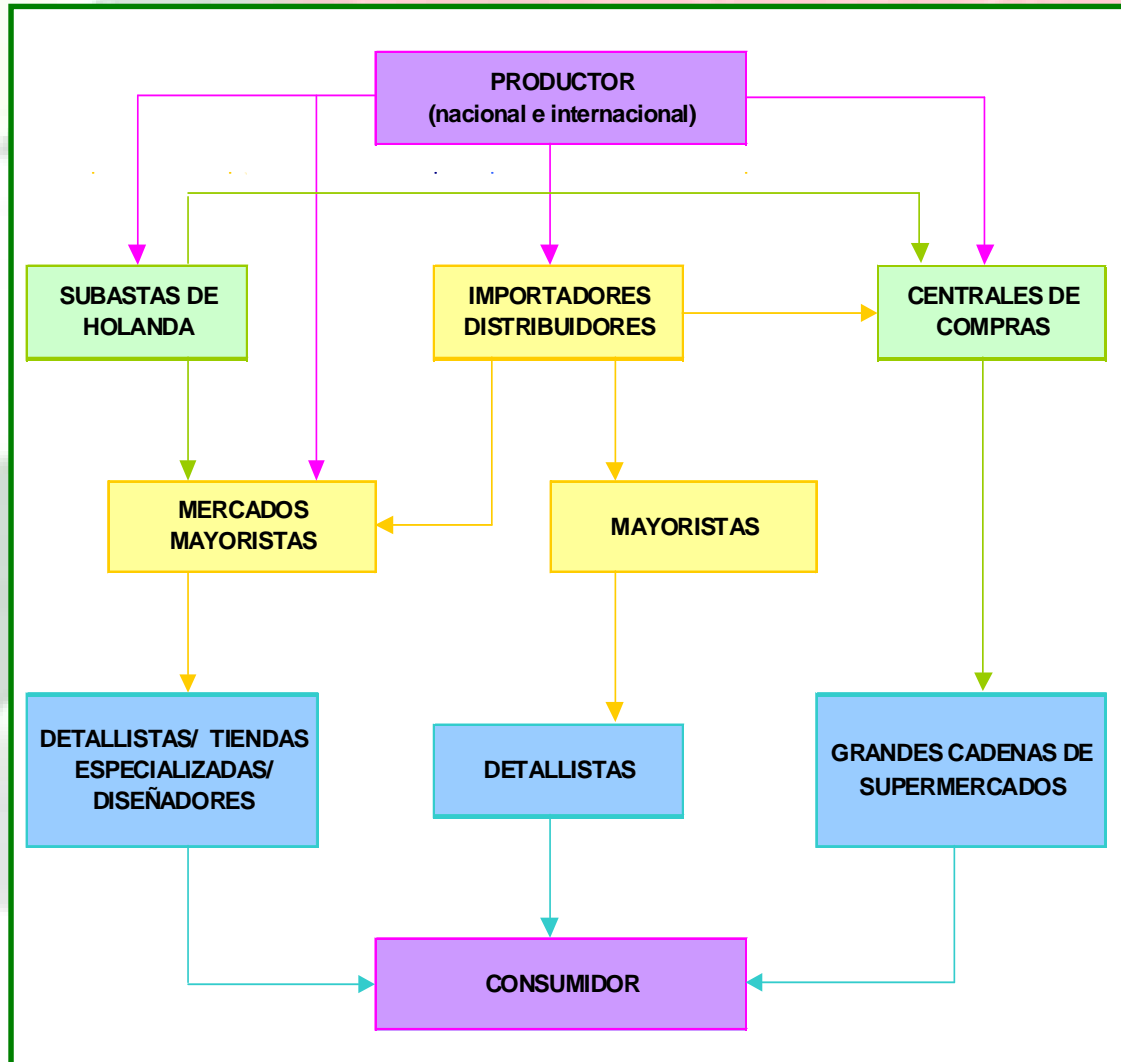 PRODUCTOR
(nacional e internacional)
SUBASTAS DE
HOLANDA
IMPORTADORES
DISTRIBUIDORES
CENTRALES DE
COMPRAS
MERCADOS
MAYORISTAS
MAYORISTAS
DETALLISTAS/ TIENDAS
ESPECIALIZADAS/
DISEÑADORES
DETALLISTAS
GRANDES CADENAS DE
SUPERMERCADOS
CONSUMIDOR